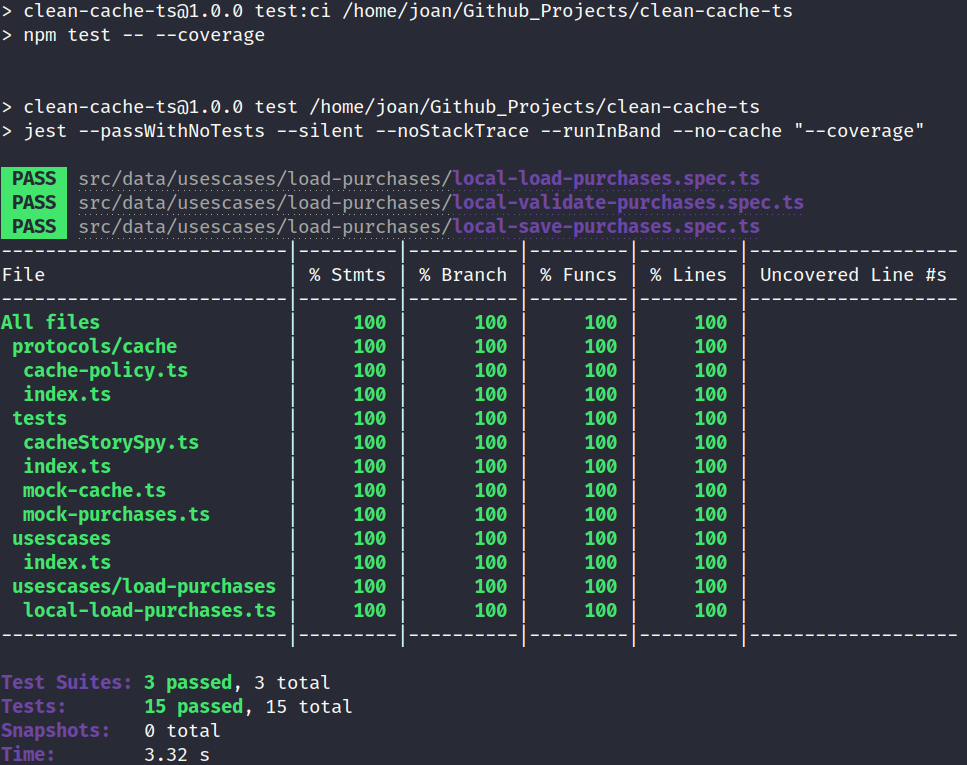 > clean-cache-ts@1.0.0 test:ci /home/joan/Github_Projects/clean-cache-ts
> npm test -- --coverage
> clean-cache-ts@1.0.0 test /home/joan/Github_Projects/clean-cache-ts
> jest --passWithNoTests --silent --noStackTrace --runInBand --no-cache "--coverage"
PASS src/data/usescases/load-purchases/local-load-purchases.spec.ts
PASS src/data/usescases/load-purchases/local-validate-purchases.spec.ts
PASS src/data/usescases/load-purchases/local-save-purchases.spec.ts
--------------------------|---------|----------|---------|---------|-------------------
File                      | % Stmts | % Branch | % Funcs | % Lines | Uncovered Line #s
--------------------------|---------|----------|---------|---------|-------------------
All files                 |     100 |      100 |     100 |     100 |
 protocols/cache          |     100 |      100 |     100 |     100 |
  cache-policy.ts         |     100 |      100 |     100 |     100 |
  index.ts                |     100 |      100 |     100 |     100 |
 tests                    |     100 |      100 |     100 |     100 |
  cacheStorySpy.ts        |     100 |      100 |     100 |     100 |
  index.ts                |     100 |      100 |     100 |     100 |
  mock-cache.ts           |     100 |      100 |     100 |     100 |
  mock-purchases.ts       |     100 |      100 |     100 |     100 |
 usescases                |     100 |      100 |     100 |     100 |
  index.ts                |     100 |      100 |     100 |     100 |
 usescases/load-purchases |     100 |      100 |     100 |     100 |
  local-load-purchases.ts |     100 |      100 |     100 |     100 |
--------------------------|---------|----------|---------|---------|-------------------
Test Suites: 3 passed, 3 total
Tests:       15 passed, 15 total
Snapshots:   0 total
Time:        3.32 s